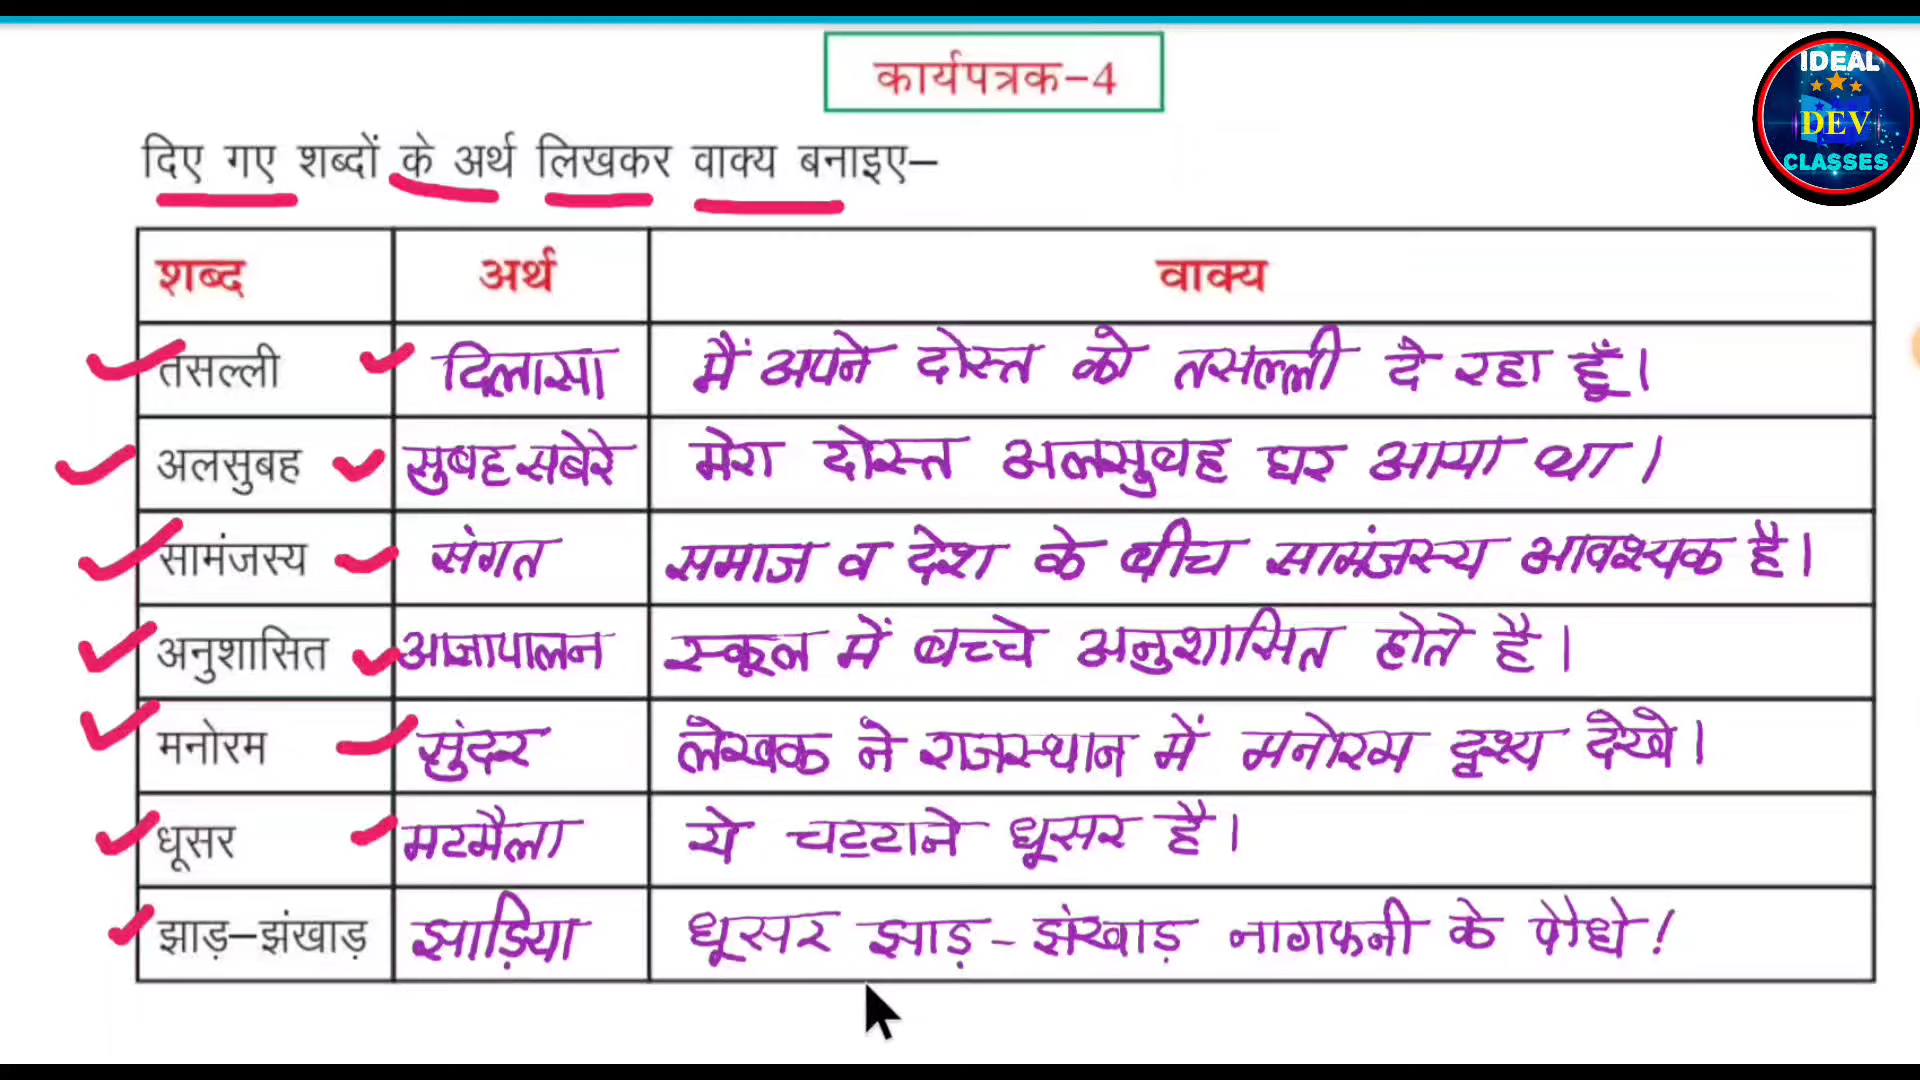 कार्यपत्रक-4
IDEAL
DEV
CLASSES
दिए गए शब्दों के अर्थ लिखकर वाक्य बनाइए–
शब्द अर्थ वाक्य
तसल्ली दिलासा मैं अपने दोस्त को तसल्ली दे रहा हूँ।
अलसुबह सुबह सबेरे मेरा दोस्त अलसुबह घर आया था।
सामंजस्य संगत समाज व देश के बीच सामंजस्य आवश्यक है।
अनुशासित आज्ञापालन स्कूल में बच्चे अनुशासित होते है।
मनोरम सुंदर लेखक ने राजस्थान में मनोरम दृश्य देखे।
धूसर मटमैला ये चट्टाने धूसर है।
झाड़–झंखाड़ झाड़िया धूसर झाड़ - झंखाड़ नागफनी के पौधे!